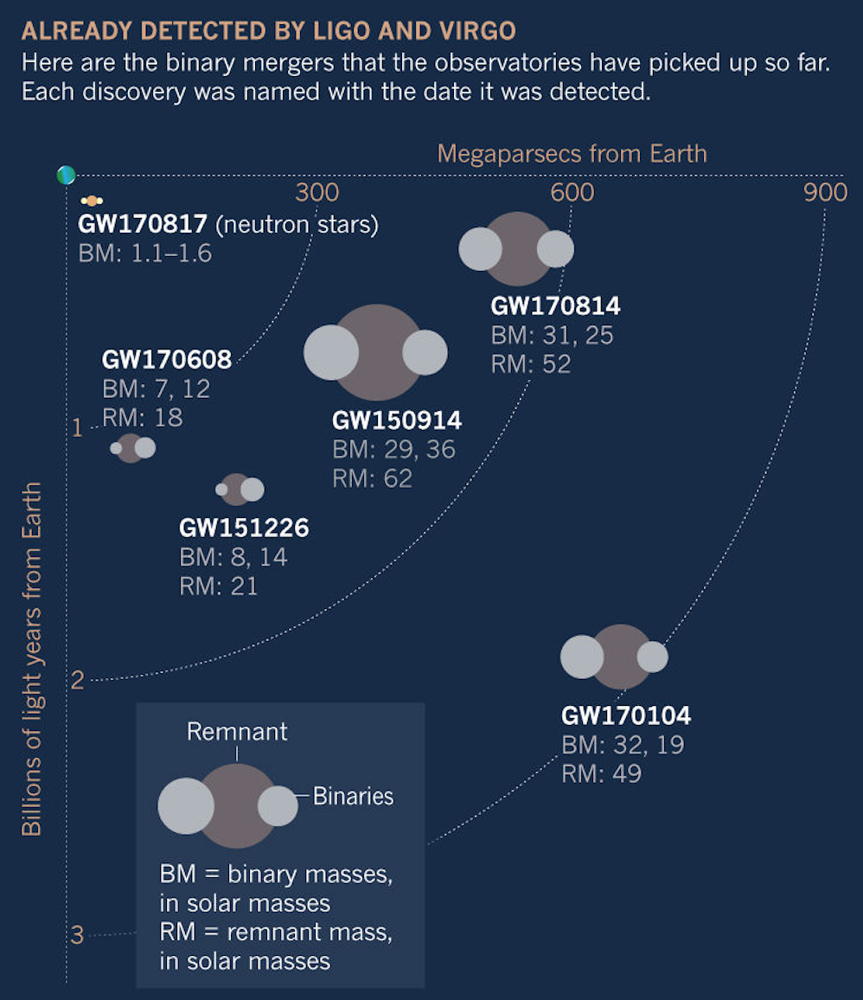 ALREADY DETECTED BY LIGO AND VIRGO
Here are the binary mergers that the observatories have picked up so far.
Each discovery was named with the date it was detected.
Megaparsecs from Earth
300
600
900
GW170817 (neutron stars)
BM: 1.1–1.6
GW170814
BM: 31, 25
RM: 52
GW170608
BM: 7, 12
RM: 18
1
GW150914
BM: 29, 36
RM: 62
GW151226
BM: 8, 14
RM: 21
Billions of light years from Earth
2
GW170104
BM: 32, 19
RM: 49
Remnant
Binaries
BM = binary masses,
in solar masses
RM = remnant mass,
in solar masses
3